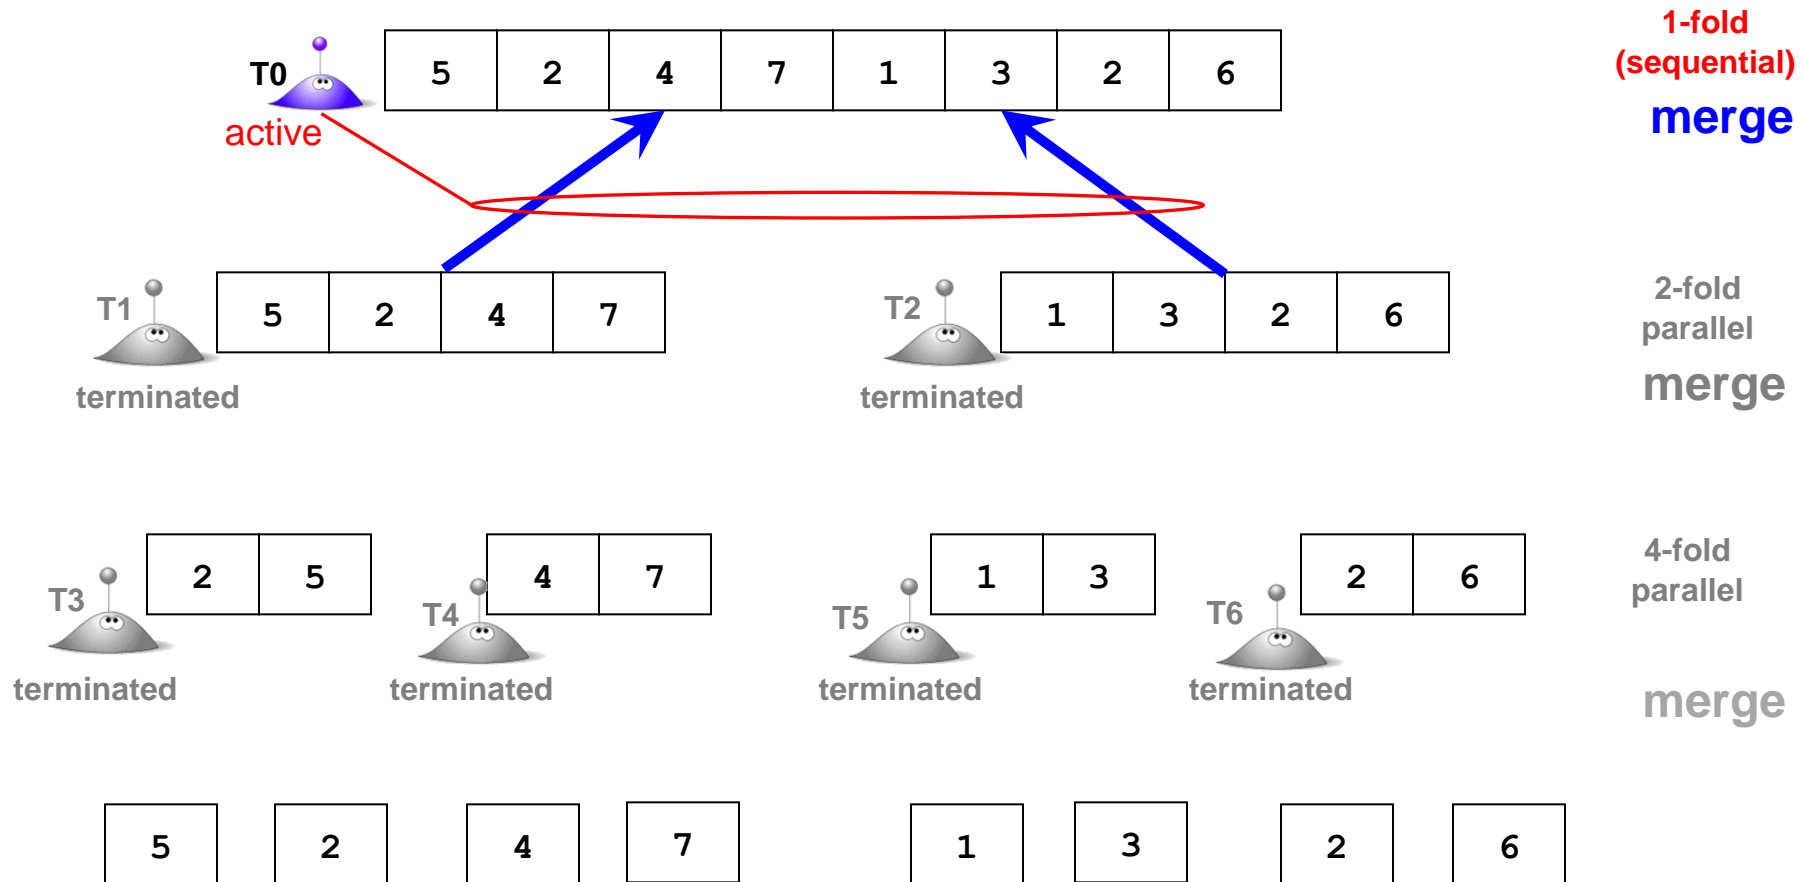 1-fold
(sequential)
T0 5 2 4 7 1 3 2 6
merge
active
2-fold
parallel
T1 5 2 4 7 T2 1 3 2 6
merge
terminated terminated
4-fold
parallel
T3 2 5 T4 4 7 T5 1 3 T6 2 6
terminated terminated terminated terminated
merge
5 2 4 7 1 3 2 6